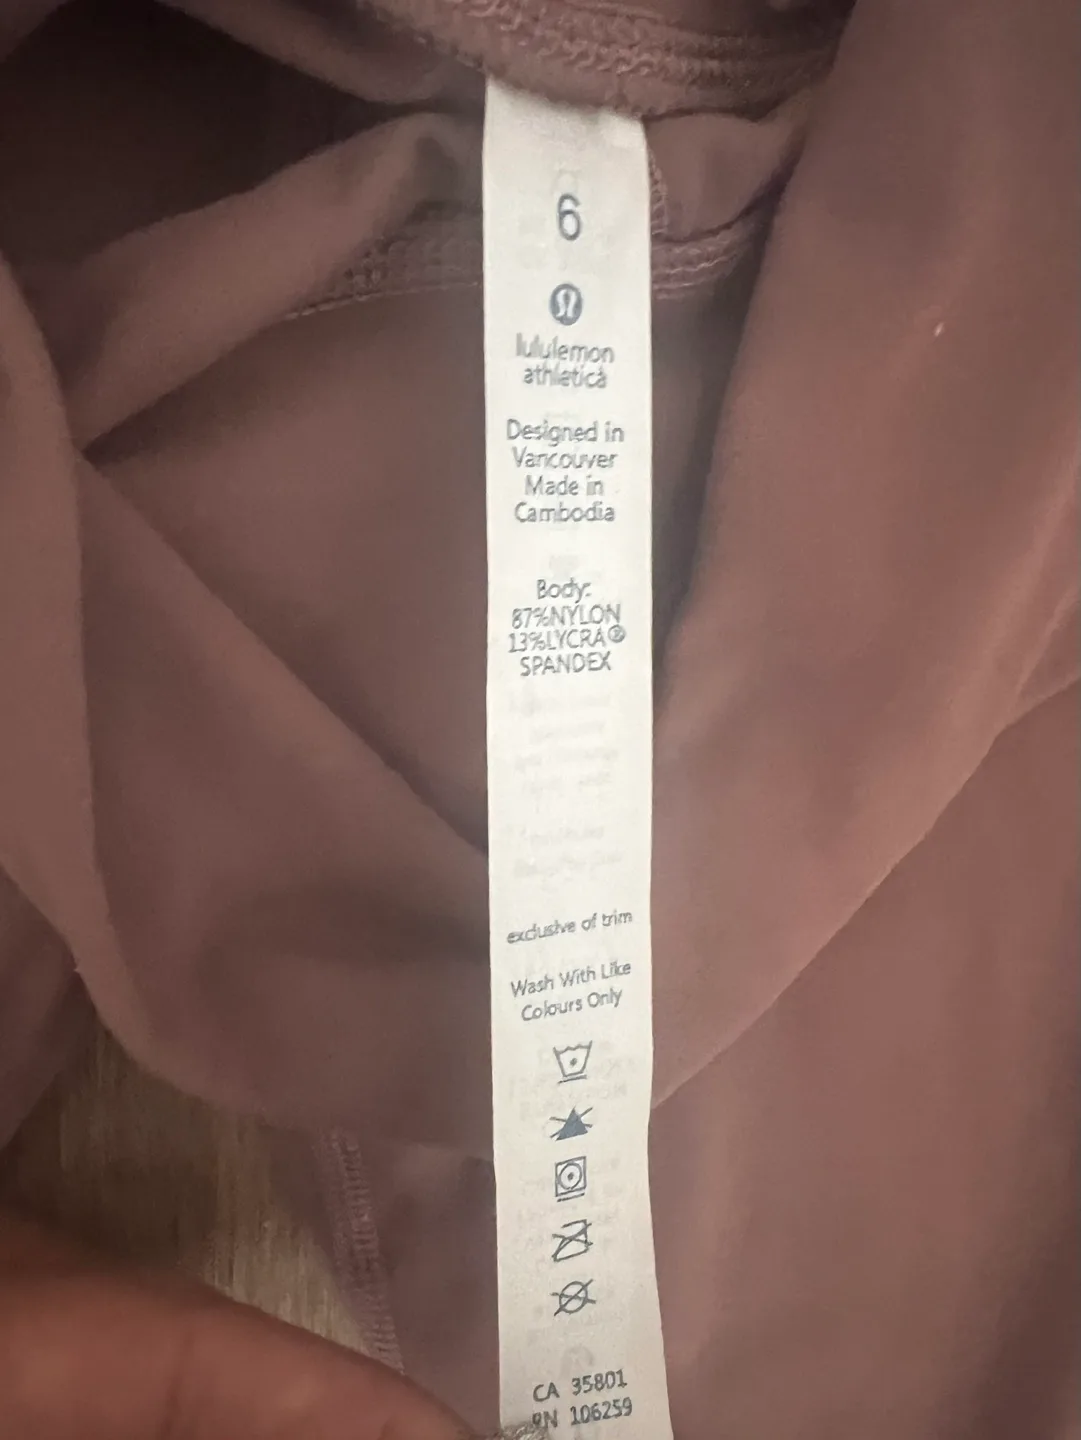 6
lululemon
athletica
Designed in
Vancouver
Made in
Cambodia
Body:
87%NYLON
13%LYCRA®
SPANDEX
exclusive of trim
Wash With Like
Colours Only
CA 35801
RN 106259